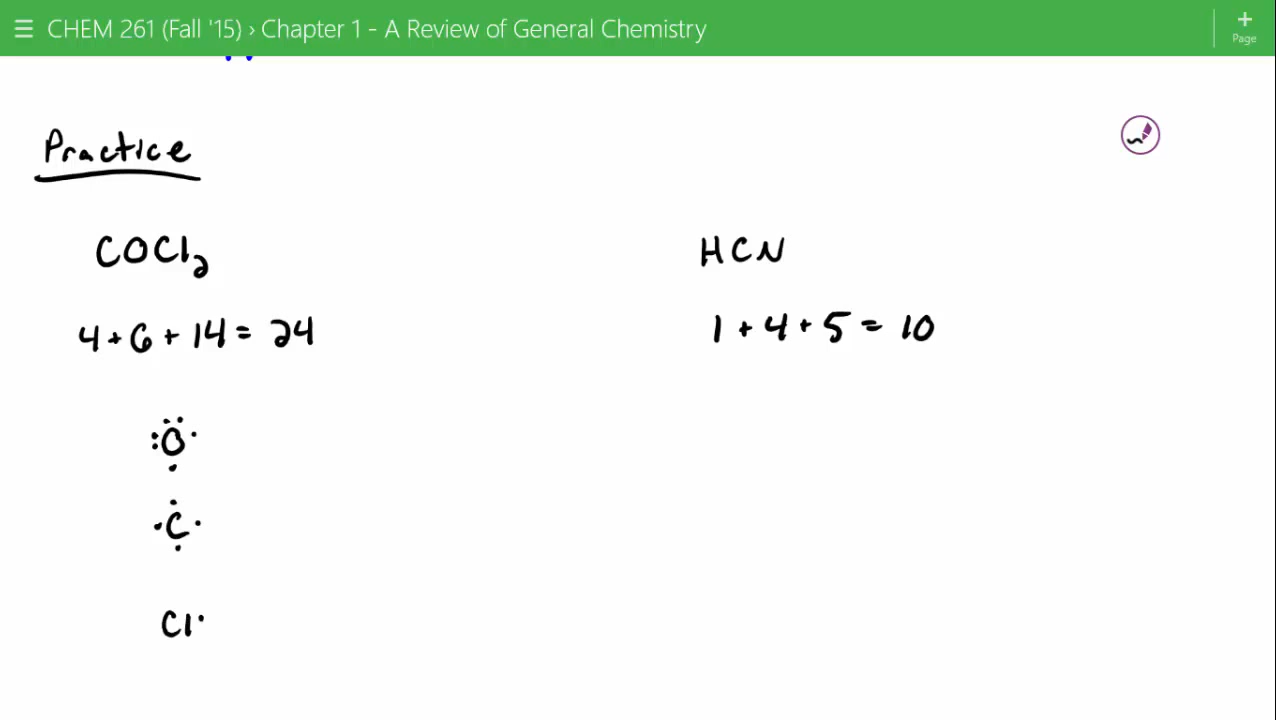 ☰ CHEM 261 (Fall '15) › Chapter 1 - A Review of General Chemistry
+
Page
Practice
COCl₂
4 + 6 + 14 = 24
HCN
1 + 4 + 5 = 10
O
C
Cl